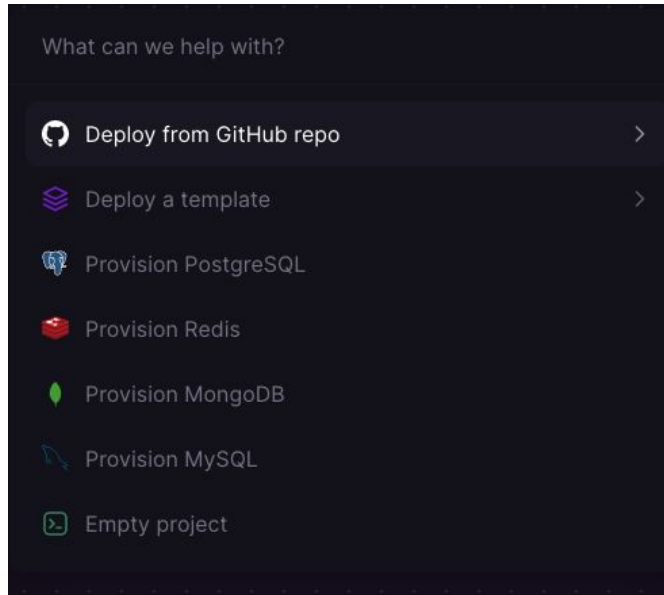 What can we help with?
Deploy from GitHub repo
Deploy a template
Provision PostgreSQL
Provision Redis
Provision MongoDB
Provision MySQL
Empty project